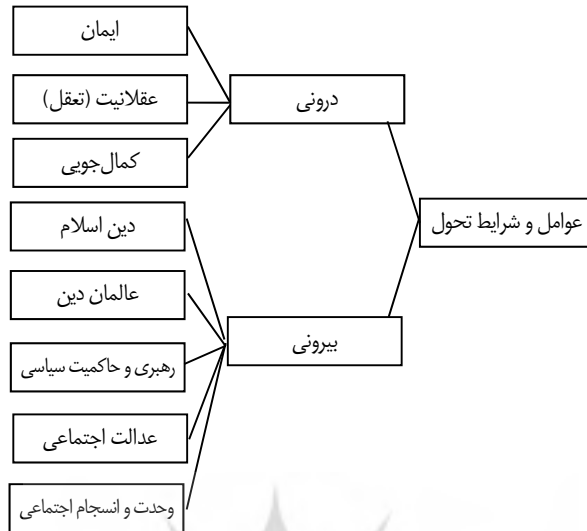 عوامل و شرایط تحول
درونی
ایمان
عقلانیت (تعقل)
کمال‌جویی
بیرونی
دین اسلام
عالمان دین
رهبری و حاکمیت سیاسی
عدالت اجتماعی
وحدت و انسجام اجتماعی